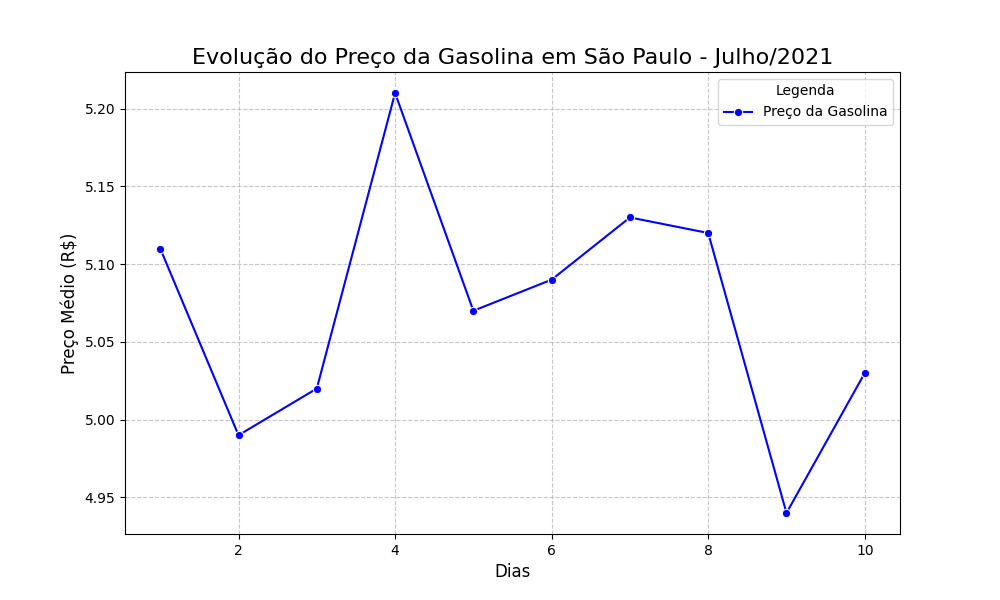 Evolução do Preço da Gasolina em São Paulo - Julho/2021
Legenda
Preço da Gasolina
Preço Médio (R$)
5.20
5.15
5.10
5.05
5.00
4.95
2 4 6 8 10
Dias